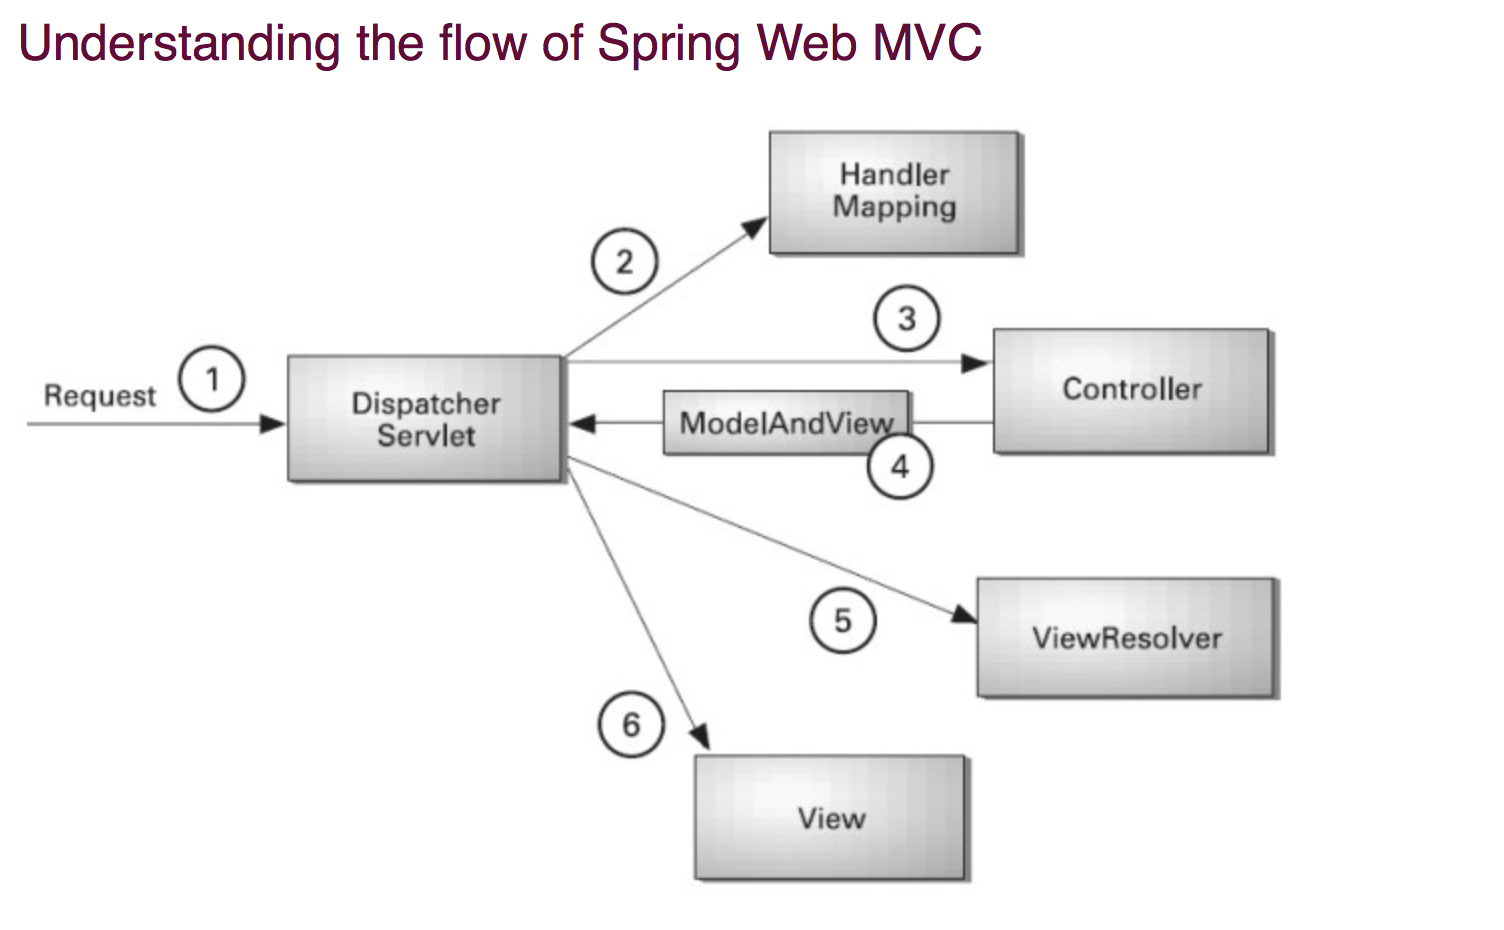 Understanding the flow of Spring Web MVC
Handler
Mapping
2
3
Request
1
Dispatcher
Servlet
ModelAndView
4
Controller
5
ViewResolver
6
View